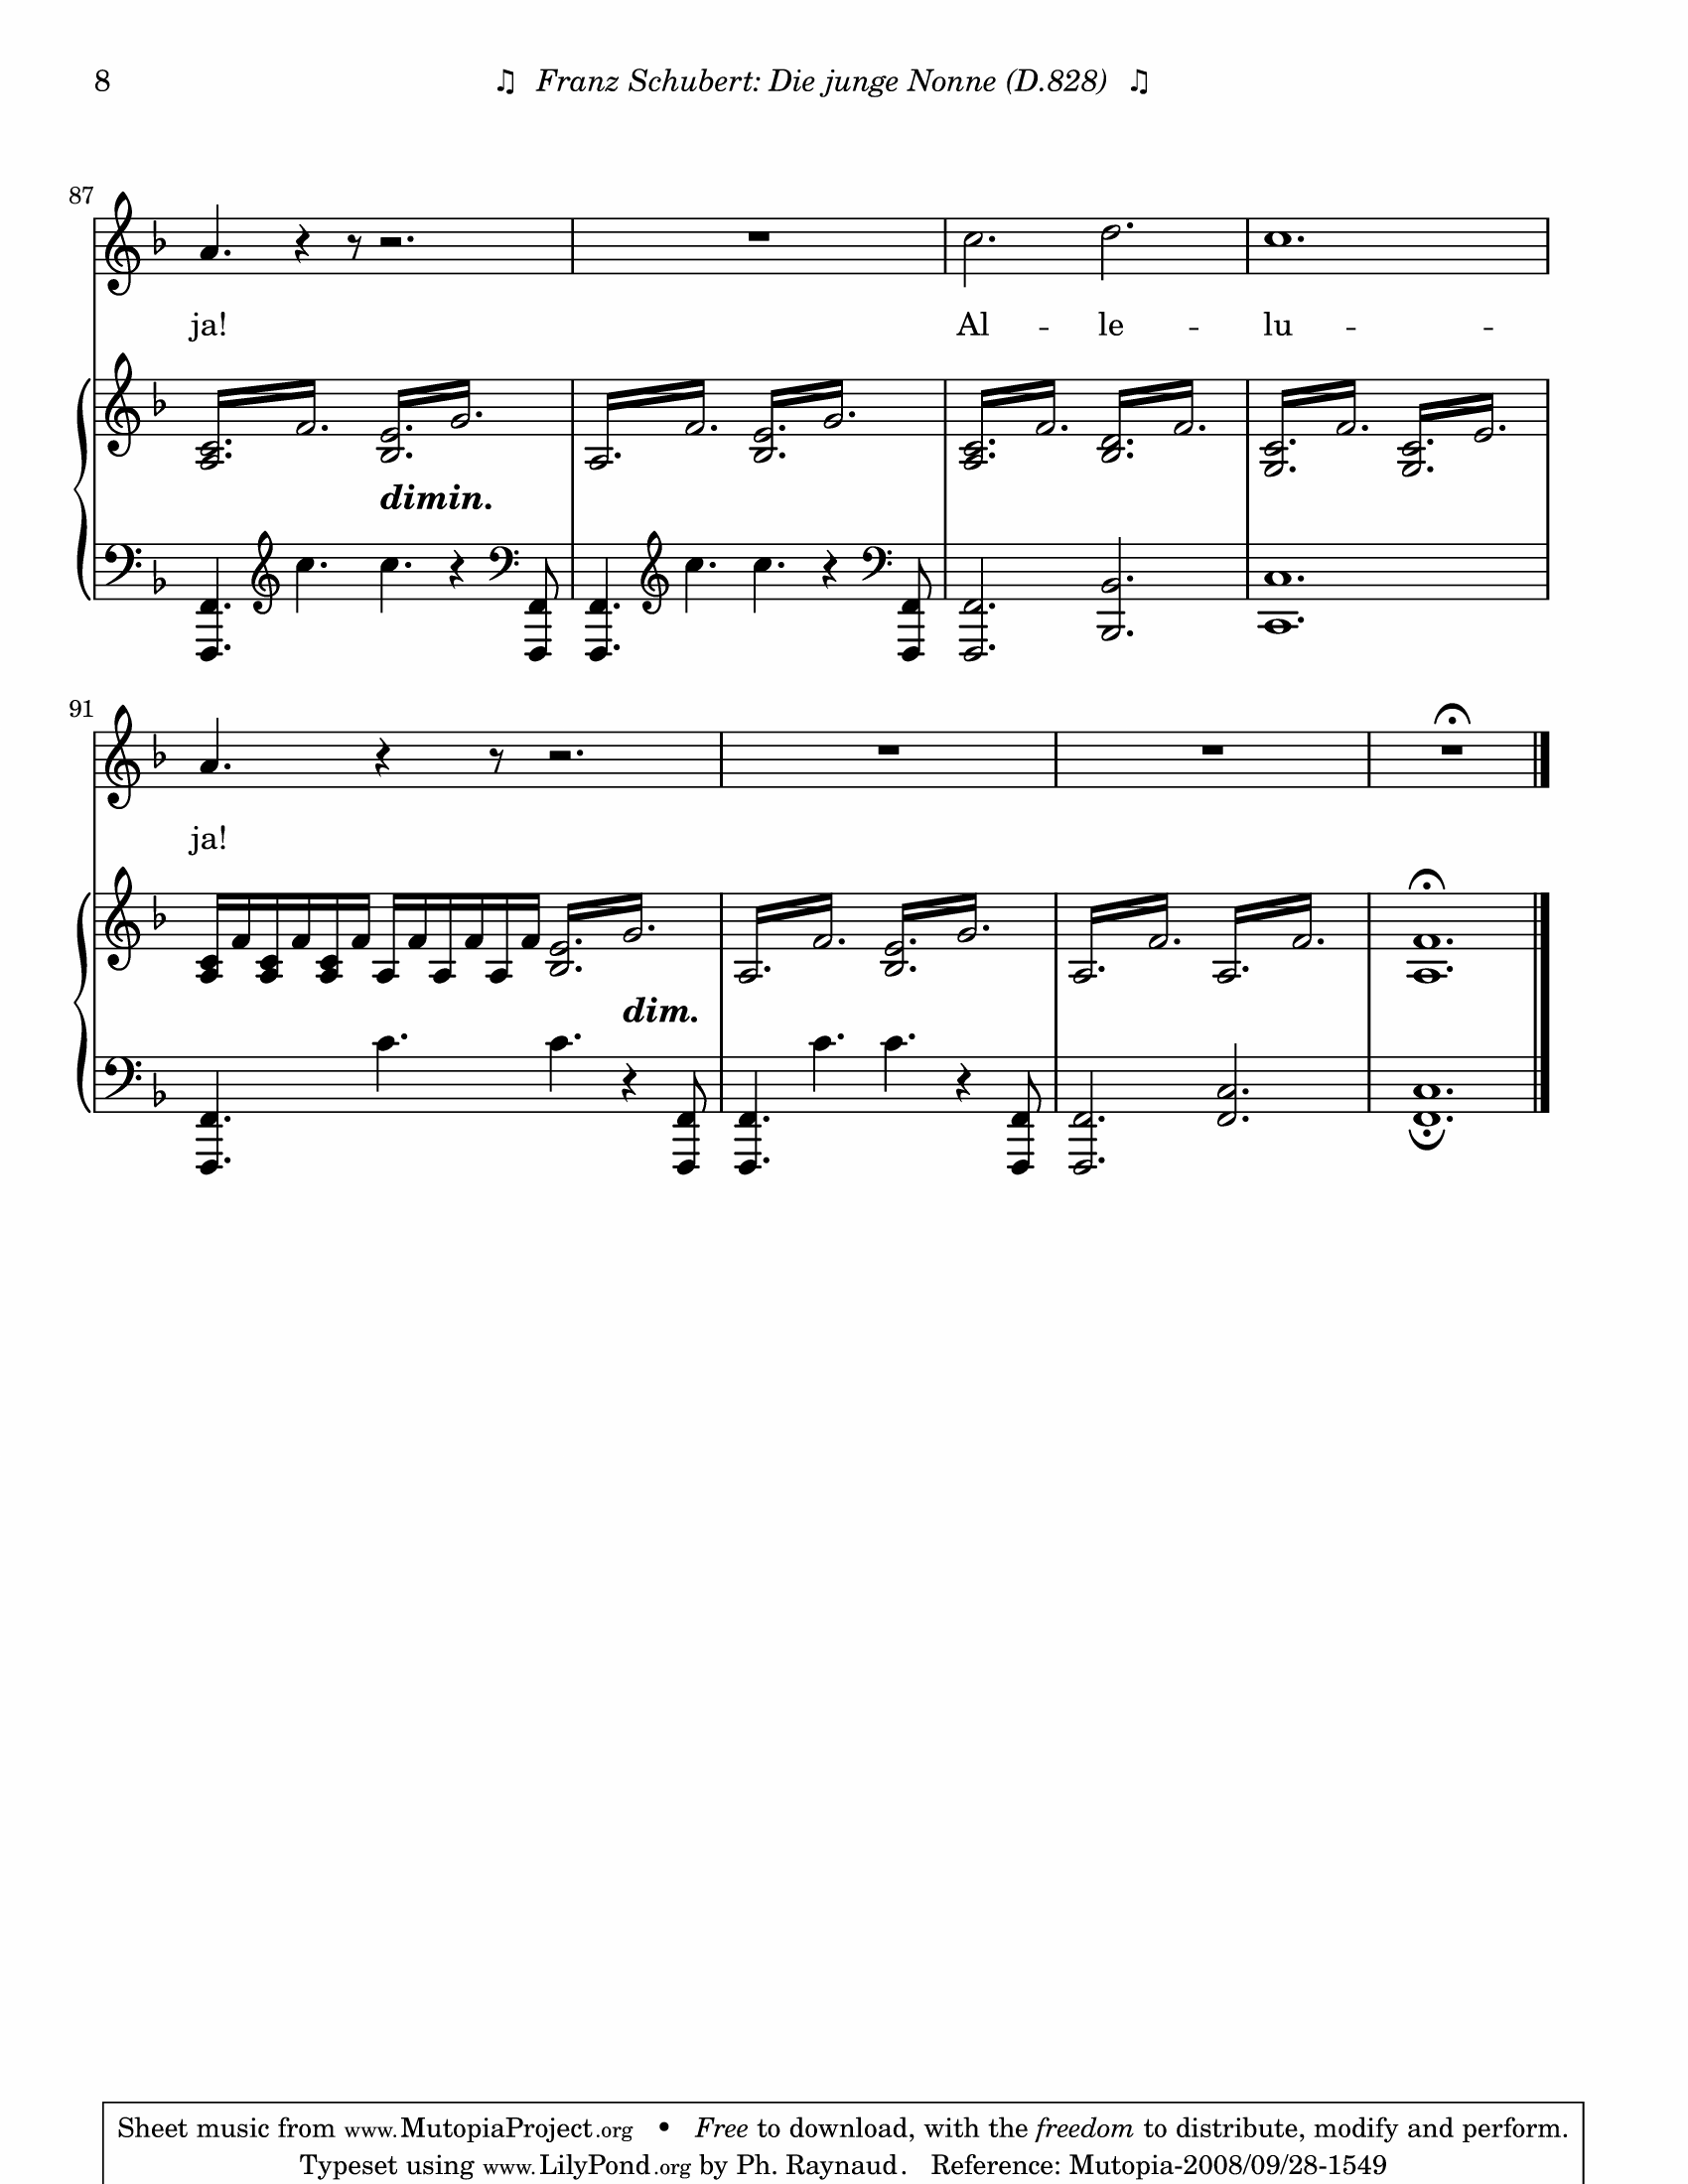 8 ♫ Franz Schubert: Die junge Nonne (D.828) ♫
87
ja! Al -- le -- lu --
dimin.
91
ja!
dim.
Sheet music from www.MutopiaProject.org • Free to download, with the freedom to distribute, modify and perform.
Typeset using www.LilyPond.org by Ph. Raynaud. Reference: Mutopia-2008/09/28-1549